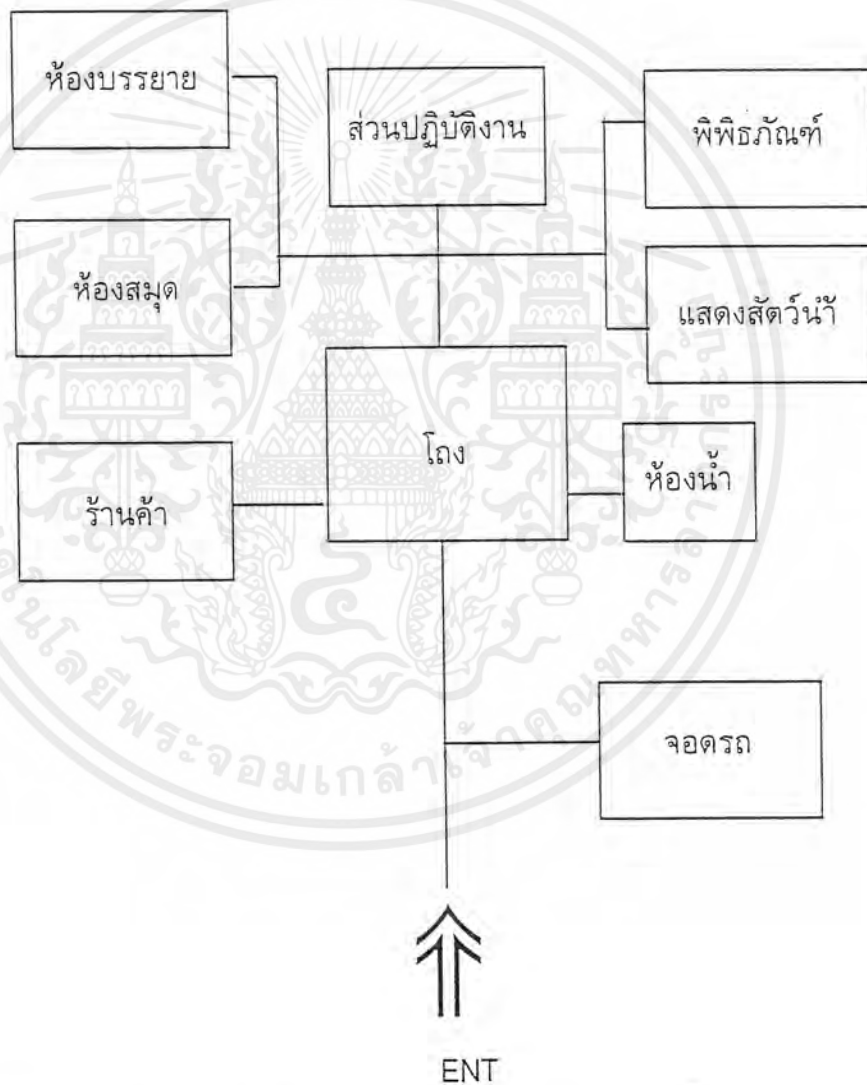 ห้องบรรยาย
ส่วนปฏิบัติงาน
พิพิธภัณฑ์
ห้องสมุด
แสดงสัตว์น้ำ
โถง
ห้องน้ำ
ร้านค้า
จอดรถ
ENT